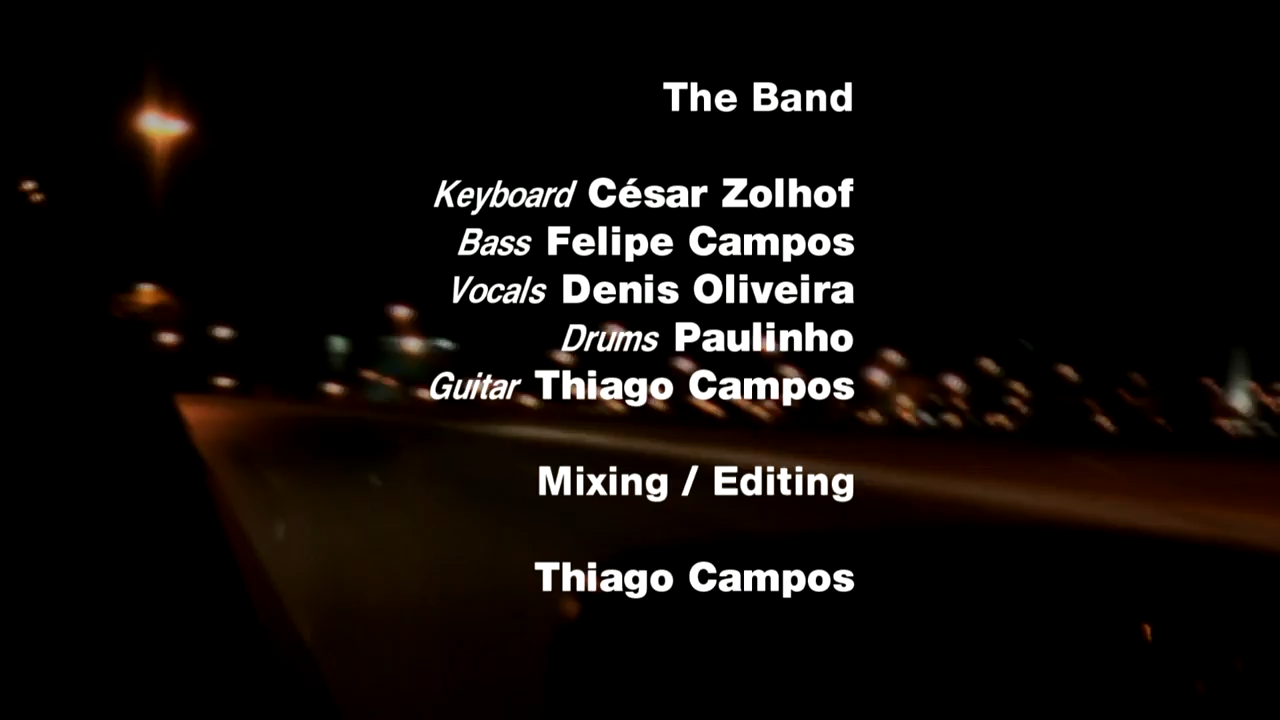 The Band
Keyboard César Zolhof
Bass Felipe Campos
Vocals Denis Oliveira
Drums Paulinho
Guitar Thiago Campos
Mixing / Editing
Thiago Campos